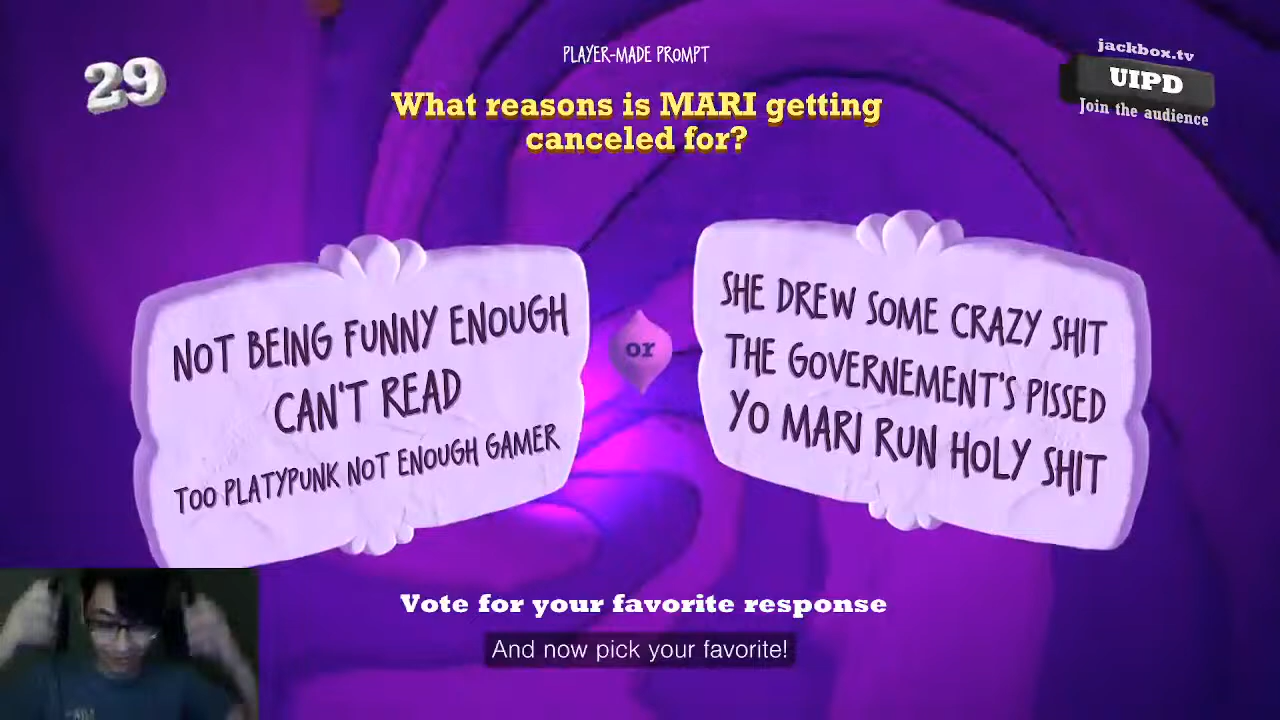 29
PLAYER-MADE PROMPT
What reasons is MARI getting
canceled for?
jackbox.tv
UIPD
Join the audience
NOT BEING FUNNY ENOUGH
CAN'T READ
TOO PLATYPUNK NOT ENOUGH GAMER
or
SHE DREW SOME CRAZY SHIT
THE GOVERNEMENT'S PISSED
YO MARI RUN HOLY SHIT
Vote for your favorite response
And now pick your favorite!